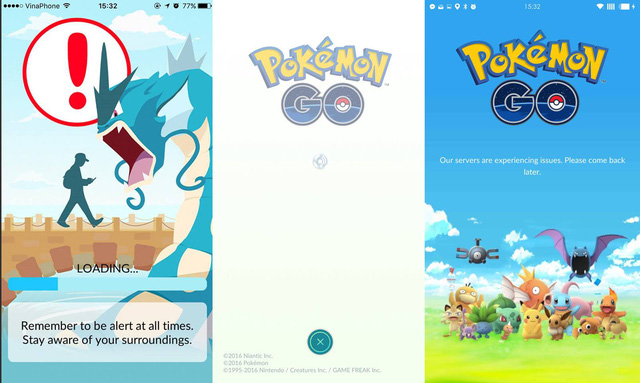 VinaPhone 15:32 77%
LOADING...
Remember to be alert at all times.
Stay aware of your surroundings.
POKéMON
GO
©2016 Niantic Inc.
©2016 Pokémon
©1995-2016 Nintendo / Creatures Inc. / GAME FREAK Inc.
15:32
POKéMON
GO
Our servers are experiencing issues. Please come back
later.